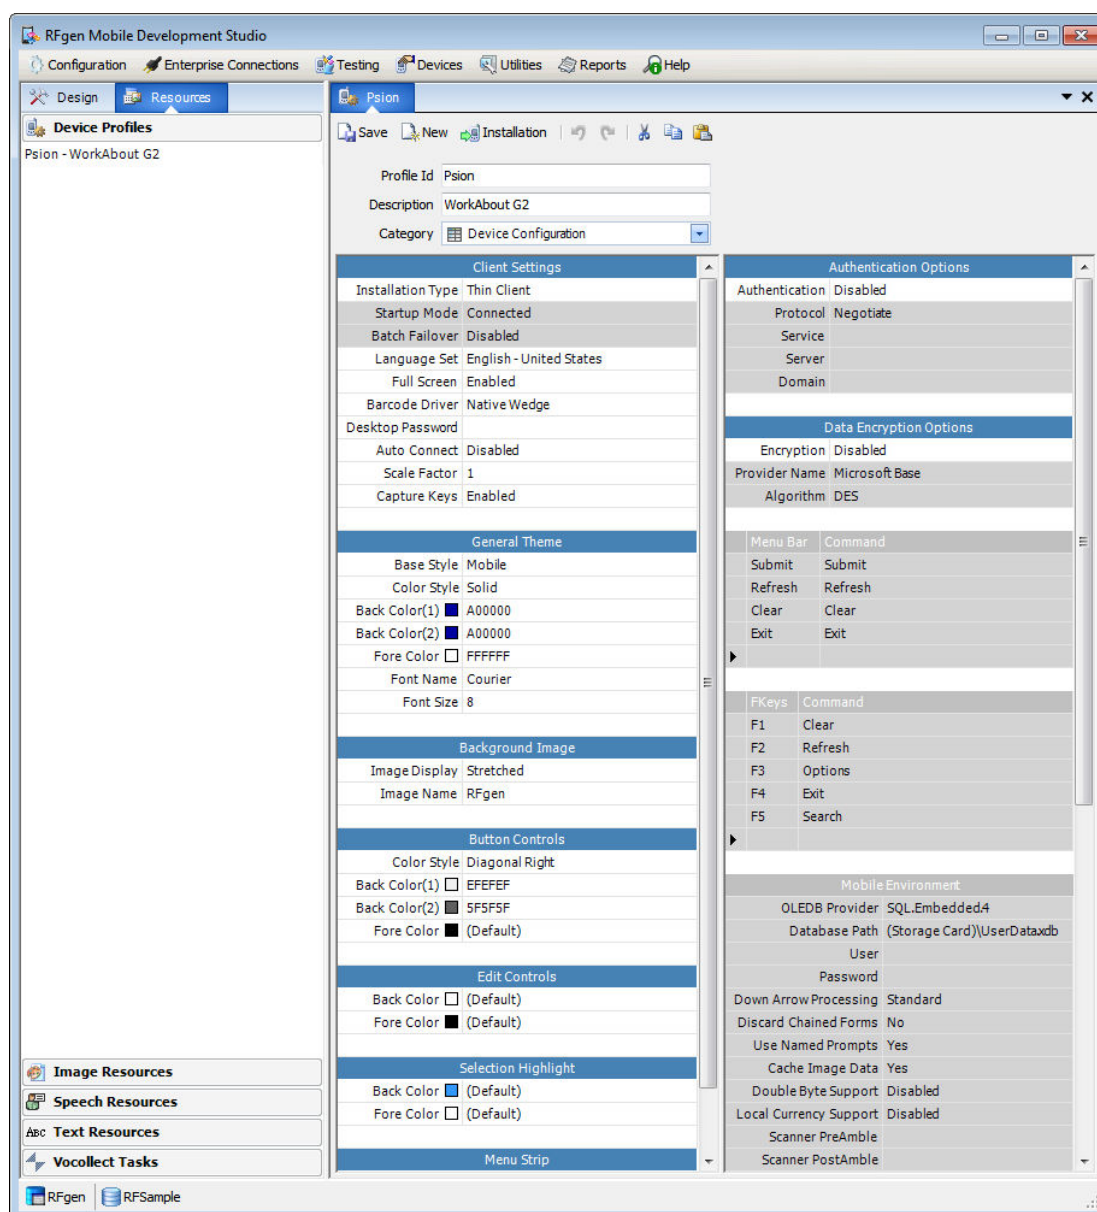 RFgen Mobile Development Studio
Configuration Enterprise Connections Testing Devices Utilities Reports Help
Design Resources
Device Profiles
Psion - WorkAbout G2
Image Resources
Speech Resources
ABC Text Resources
Vocollect Tasks
Psion
Save New Installation
Profile Id Psion
Description WorkAbout G2
Category Device Configuration
Client Settings
Installation Type Thin Client
Startup Mode Connected
Batch Failover Disabled
Language Set English - United States
Full Screen Enabled
Barcode Driver Native Wedge
Desktop Password
Auto Connect Disabled
Scale Factor 1
Capture Keys Enabled
General Theme
Base Style Mobile
Color Style Solid
Back Color(1) A00000
Back Color(2) A00000
Fore Color FFFFFF
Font Name Courier
Font Size 8
Background Image
Image Display Stretched
Image Name RFgen
Button Controls
Color Style Diagonal Right
Back Color(1) EFEFEF
Back Color(2) 5F5F5F
Fore Color (Default)
Edit Controls
Back Color (Default)
Fore Color (Default)
Selection Highlight
Back Color (Default)
Fore Color (Default)
Menu Strip
Authentication Options
Authentication Disabled
Protocol Negotiate
Service
Server
Domain
Data Encryption Options
Encryption Disabled
Provider Name Microsoft Base
Algorithm DES
Menu Bar Command
Submit Submit
Refresh Refresh
Clear Clear
Exit Exit
FKeys Command
F1 Clear
F2 Refresh
F3 Options
F4 Exit
F5 Search
Mobile Environment
OLEDB Provider SQL.Embedded.4
Database Path (Storage Card)\UserData.xdb
User
Password
Down Arrow Processing Standard
Discard Chained Forms No
Use Named Prompts Yes
Cache Image Data Yes
Double Byte Support Disabled
Local Currency Support Disabled
Scanner PreAmble
Scanner PostAmble
RFgen RFSample